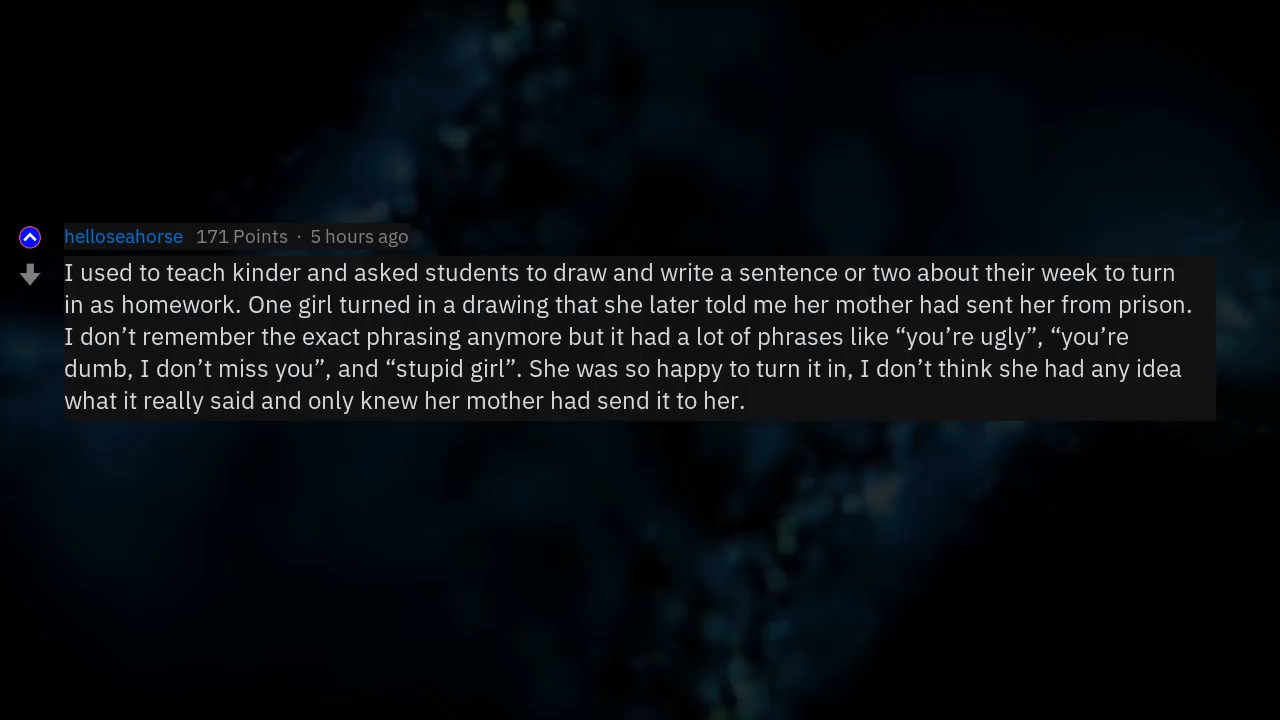 helloseahorse 171 Points · 5 hours ago
I used to teach kinder and asked students to draw and write a sentence or two about their week to turn
in as homework. One girl turned in a drawing that she later told me her mother had sent her from prison.
I don’t remember the exact phrasing anymore but it had a lot of phrases like “you’re ugly”, “you’re
dumb, I don’t miss you”, and “stupid girl”. She was so happy to turn it in, I don’t think she had any idea
what it really said and only knew her mother had send it to her.